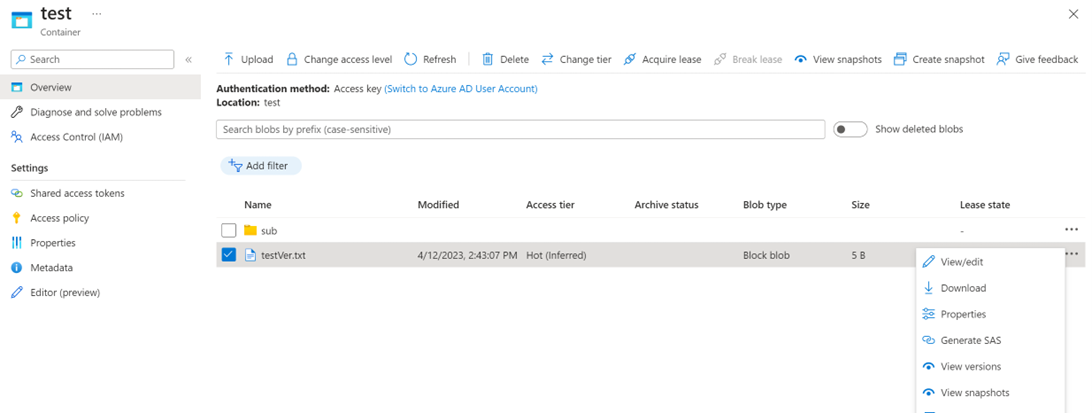 test ...
Container
Search «
Overview
Diagnose and solve problems
Access Control (IAM)
Settings
Shared access tokens
Access policy
Properties
Metadata
Editor (preview)
Upload Change access level Refresh Delete Change tier Acquire lease Break lease View snapshots Create snapshot Give feedback
Authentication method: Access key (Switch to Azure AD User Account)
Location: test
Search blobs by prefix (case-sensitive) Show deleted blobs
Add filter
Name Modified Access tier Archive status Blob type Size Lease state
sub - ...
testVer.txt 4/12/2023, 2:43:07 PM Hot (Inferred) Block blob 5 B ...
View/edit
Download
Properties
Generate SAS
View versions
View snapshots